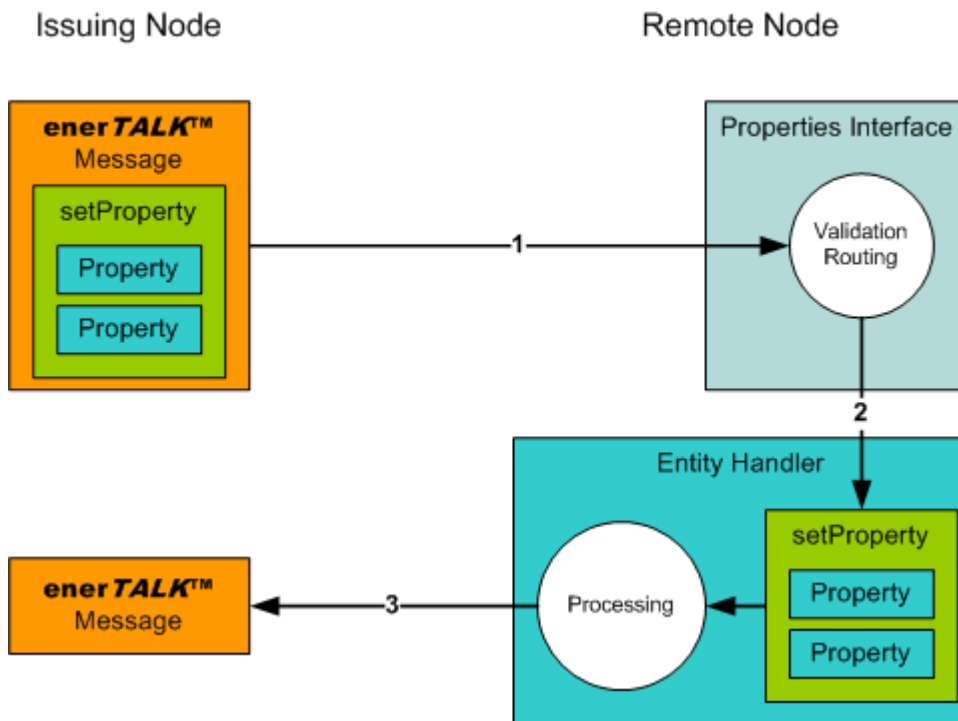 Issuing Node
Remote Node
enerTALK™
Message
setProperty
Property
Property
1
Properties Interface
Validation
Routing
2
Entity Handler
setProperty
Property
Property
Processing
3
enerTALK™
Message